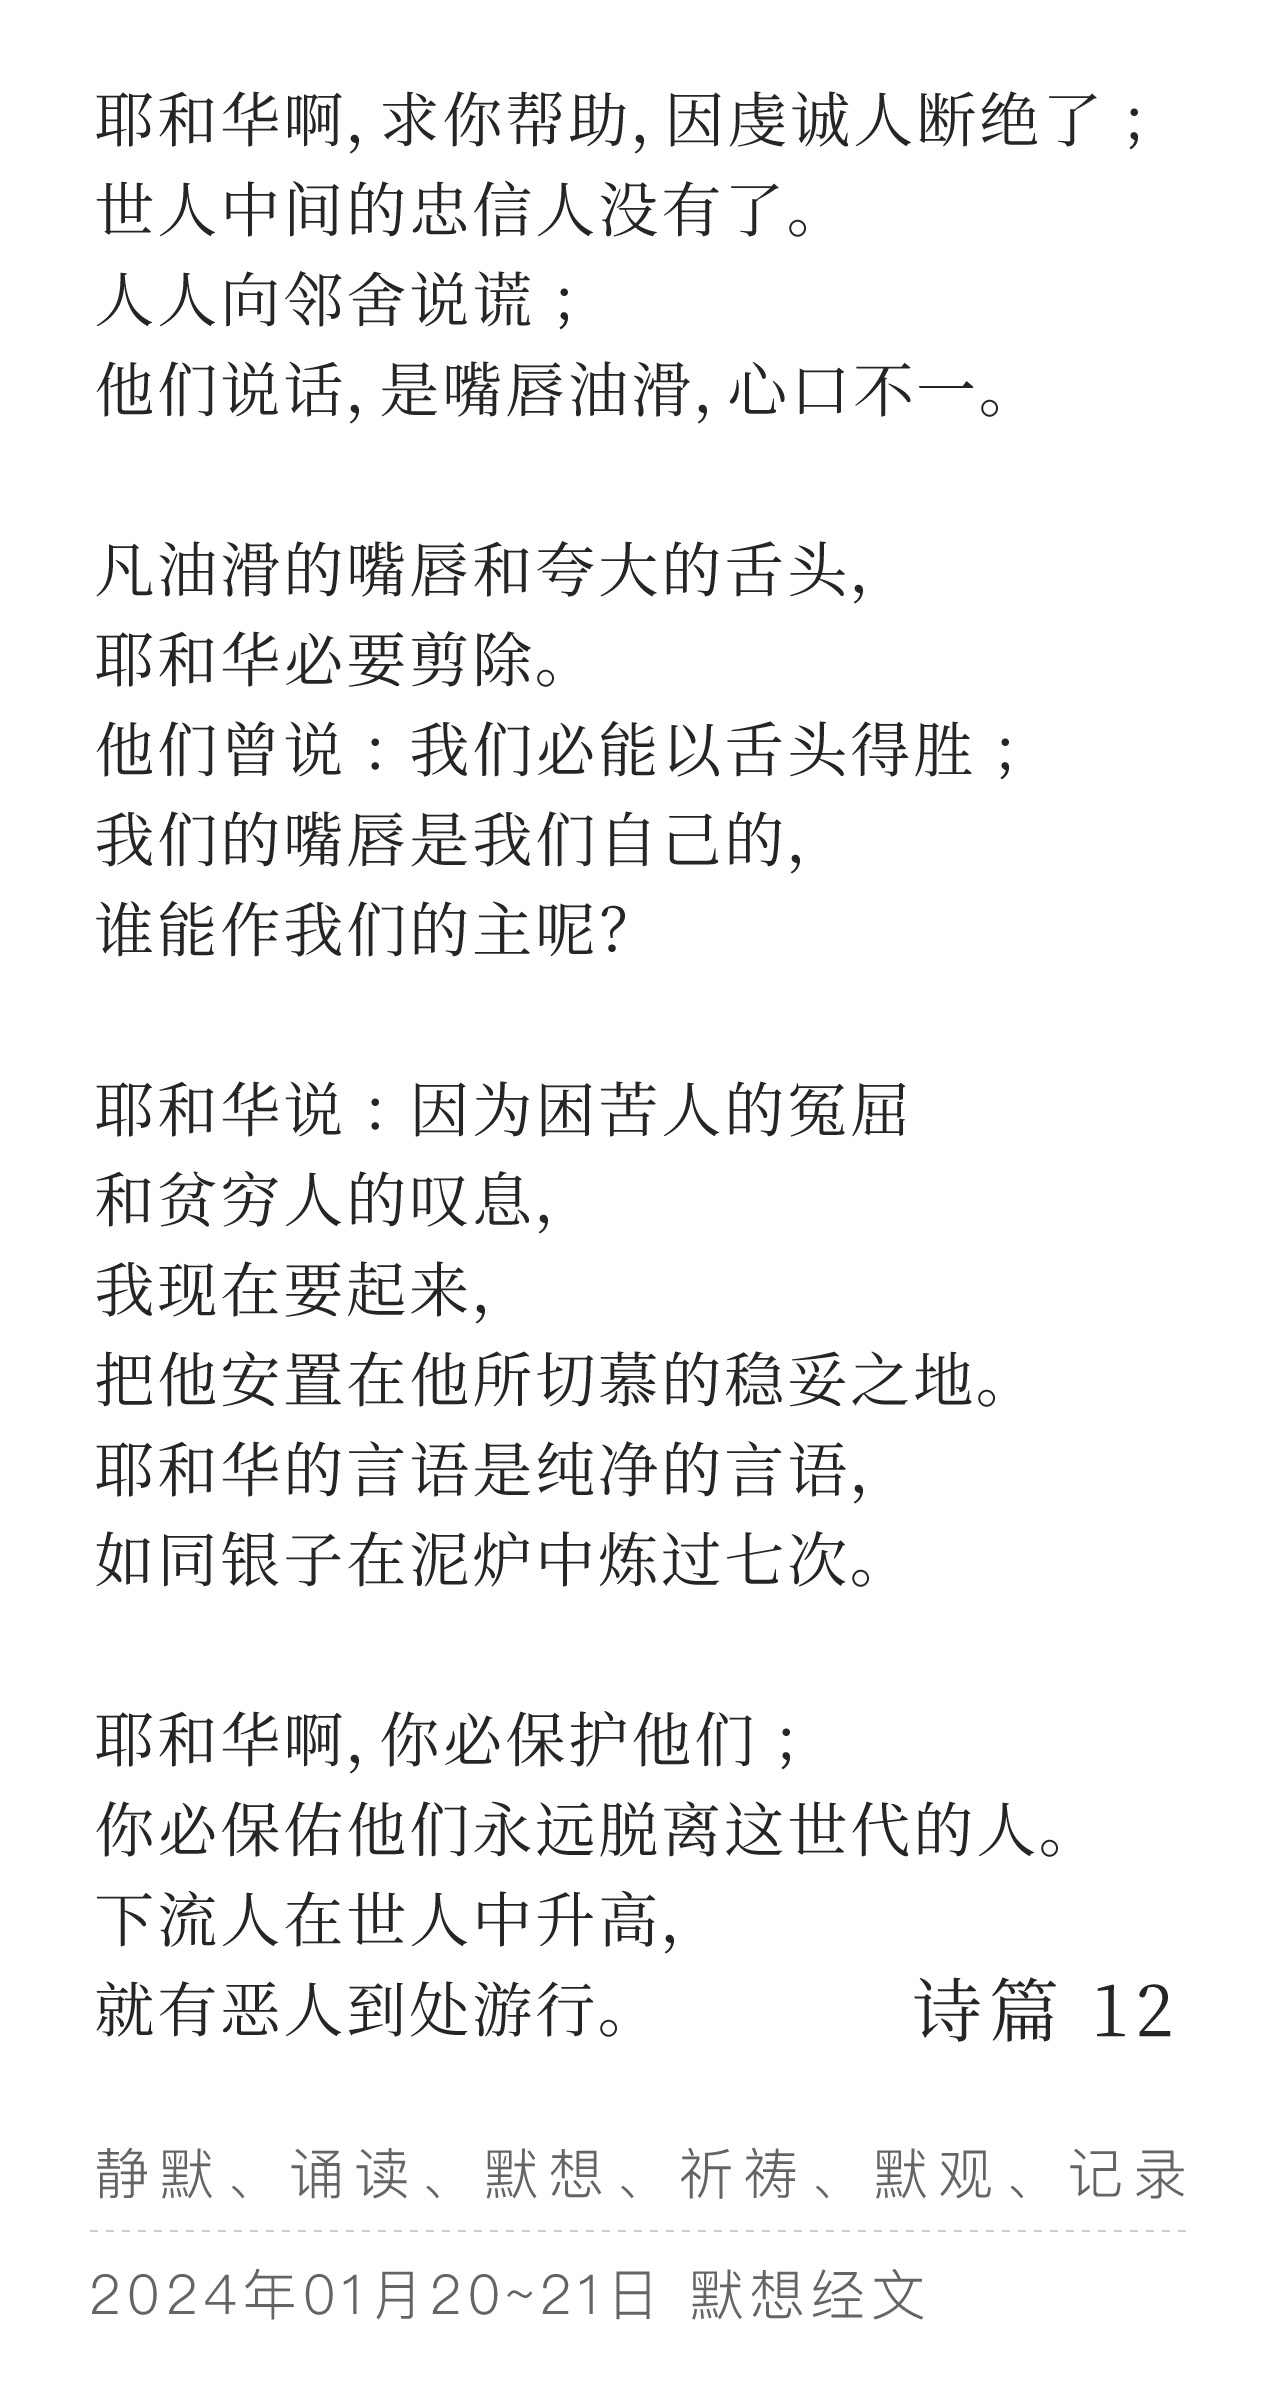 耶和华啊,求你帮助,因虔诚人断绝了；
世人中间的忠信人没有了。
人人向邻舍说谎；
他们说话,是嘴唇油滑,心口不一。
凡油滑的嘴唇和夸大的舌头,
耶和华必要剪除。
他们曾说：我们必能以舌头得胜；
我们的嘴唇是我们自己的,
谁能作我们的主呢?
耶和华说：因为困苦人的冤屈
和贫穷人的叹息,
我现在要起来,
把他安置在他所切慕的稳妥之地。
耶和华的言语是纯净的言语,
如同银子在泥炉中炼过七次。
耶和华啊,你必保护他们；
你必保佑他们永远脱离这世代的人。
下流人在世人中升高,
就有恶人到处游行。 诗篇 12
静默、诵读、默想、祈祷、默观、记录
2024年01月20~21日 默想经文